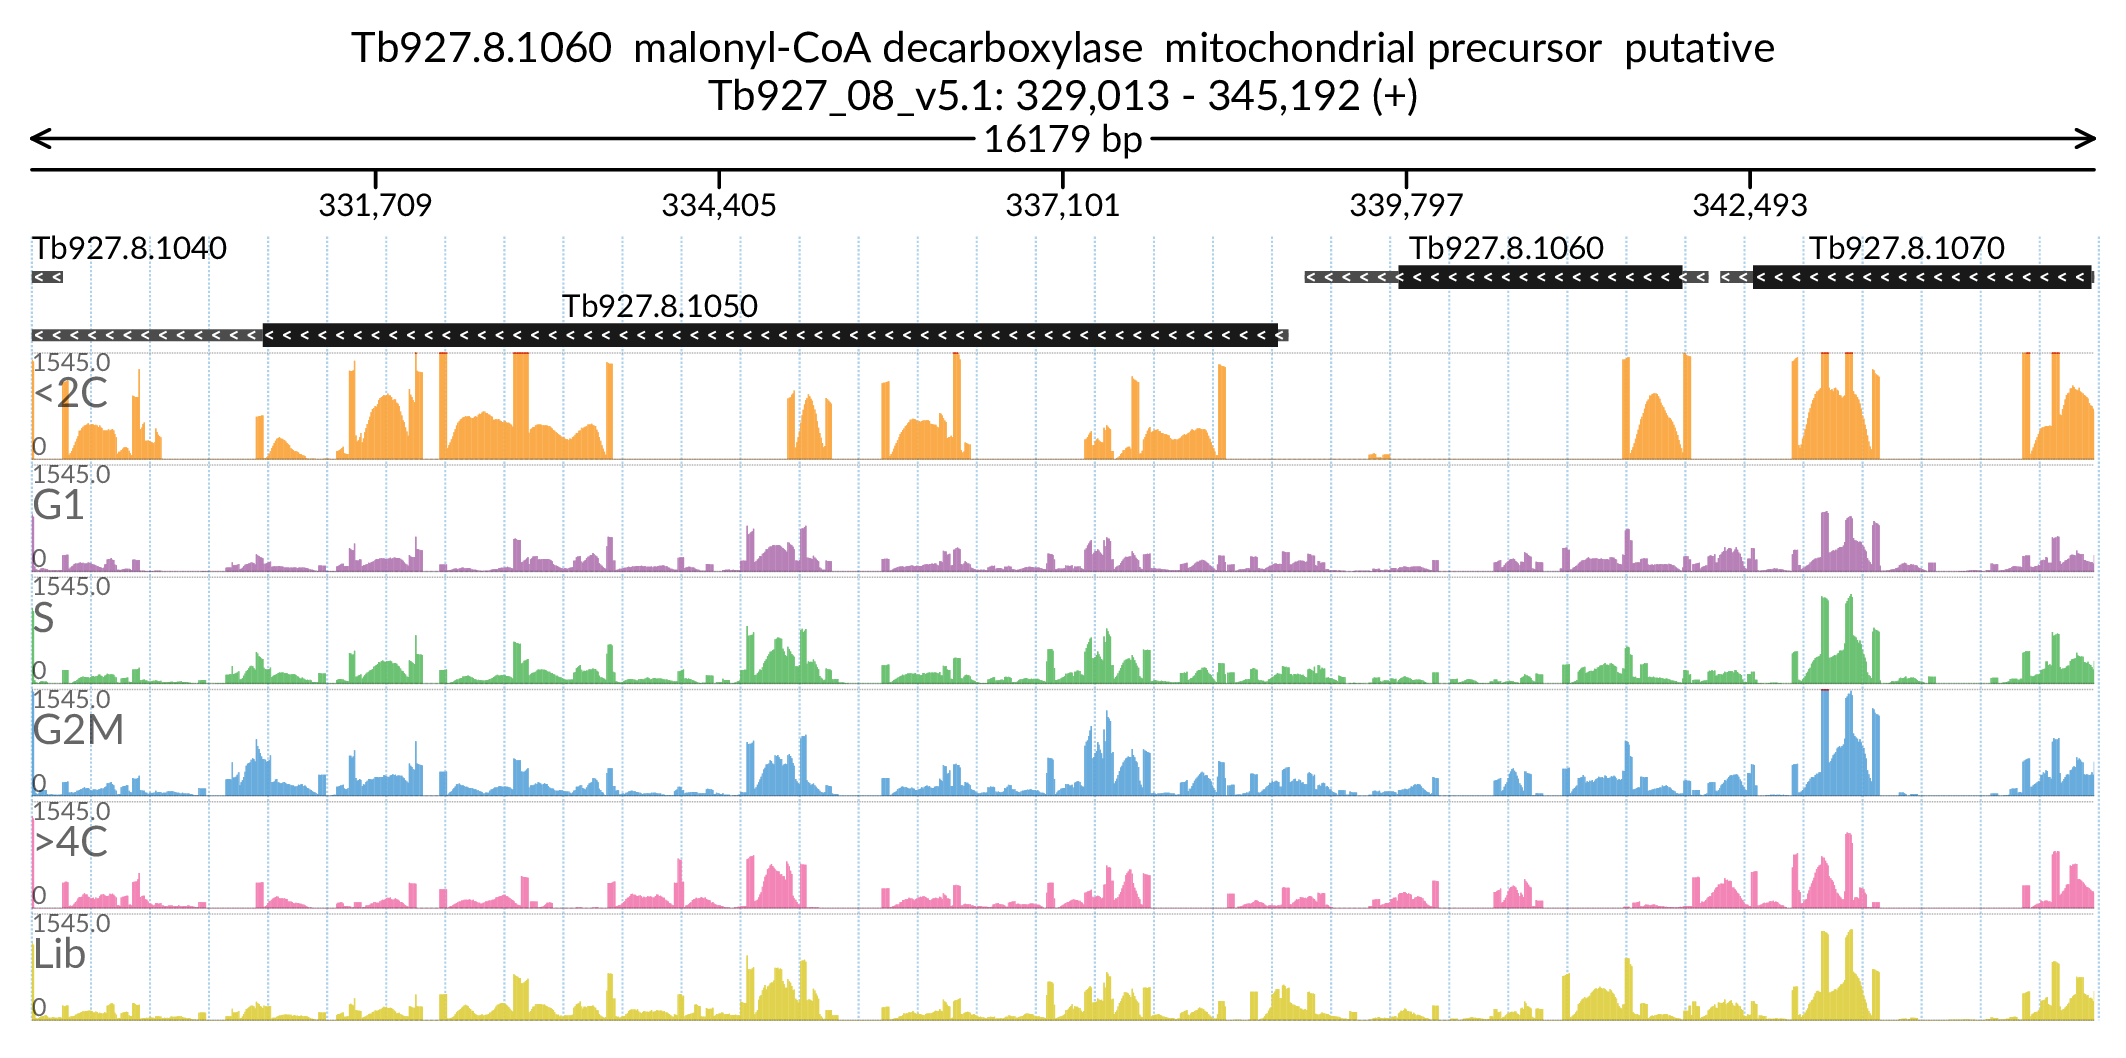 Tb927.8.1060 malonyl-CoA decarboxylase mitochondrial precursor putative
Tb927_08_v5.1: 329,013 - 345,192 (+)
16179 bp
331,709 334,405 337,101 339,797 342,493
Tb927.8.1040 Tb927.8.1060 Tb927.8.1070
Tb927.8.1050
1545.0
<2C
0
1545.0
G1
0
1545.0
S
0
1545.0
G2M
0
1545.0
>4C
0
1545.0
Lib
0